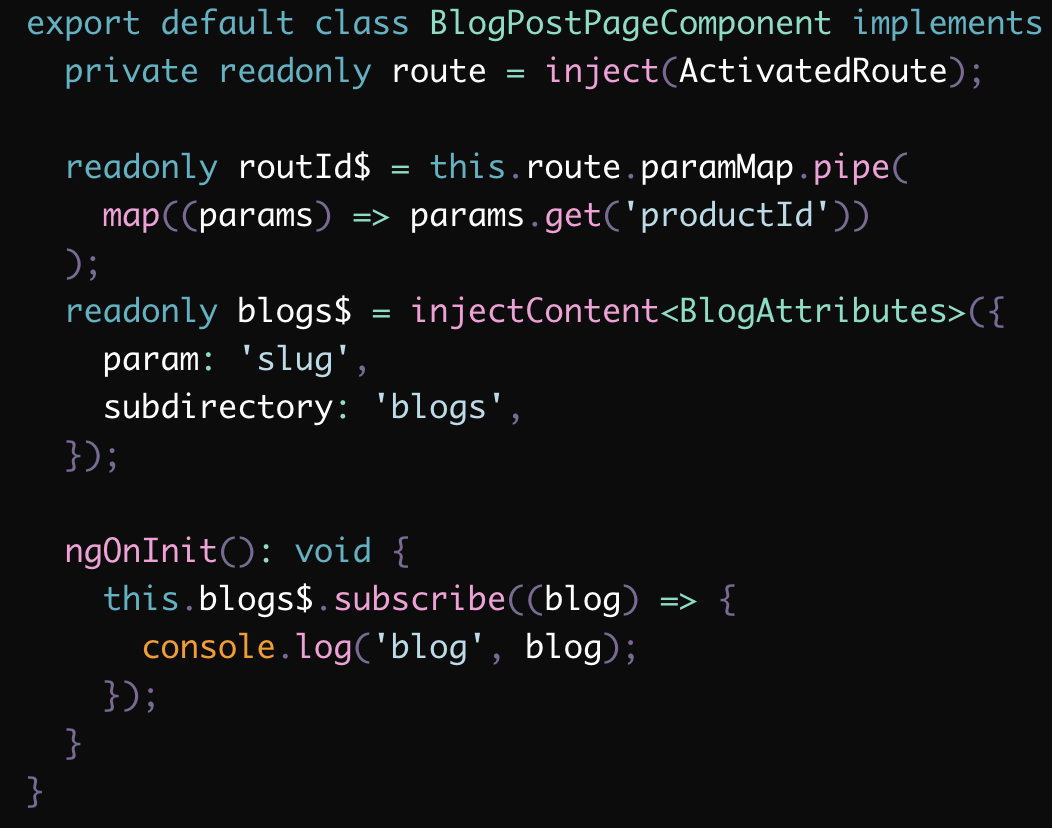 export default class BlogPostPageComponent implements
  private readonly route = inject(ActivatedRoute);

  readonly routId$ = this.route.paramMap.pipe(
    map((params) => params.get('productId'))
  );
  readonly blogs$ = injectContent<BlogAttributes>({
    param: 'slug',
    subdirectory: 'blogs',
  });

  ngOnInit(): void {
    this.blogs$.subscribe((blog) => {
      console.log('blog', blog);
    });
  }
}